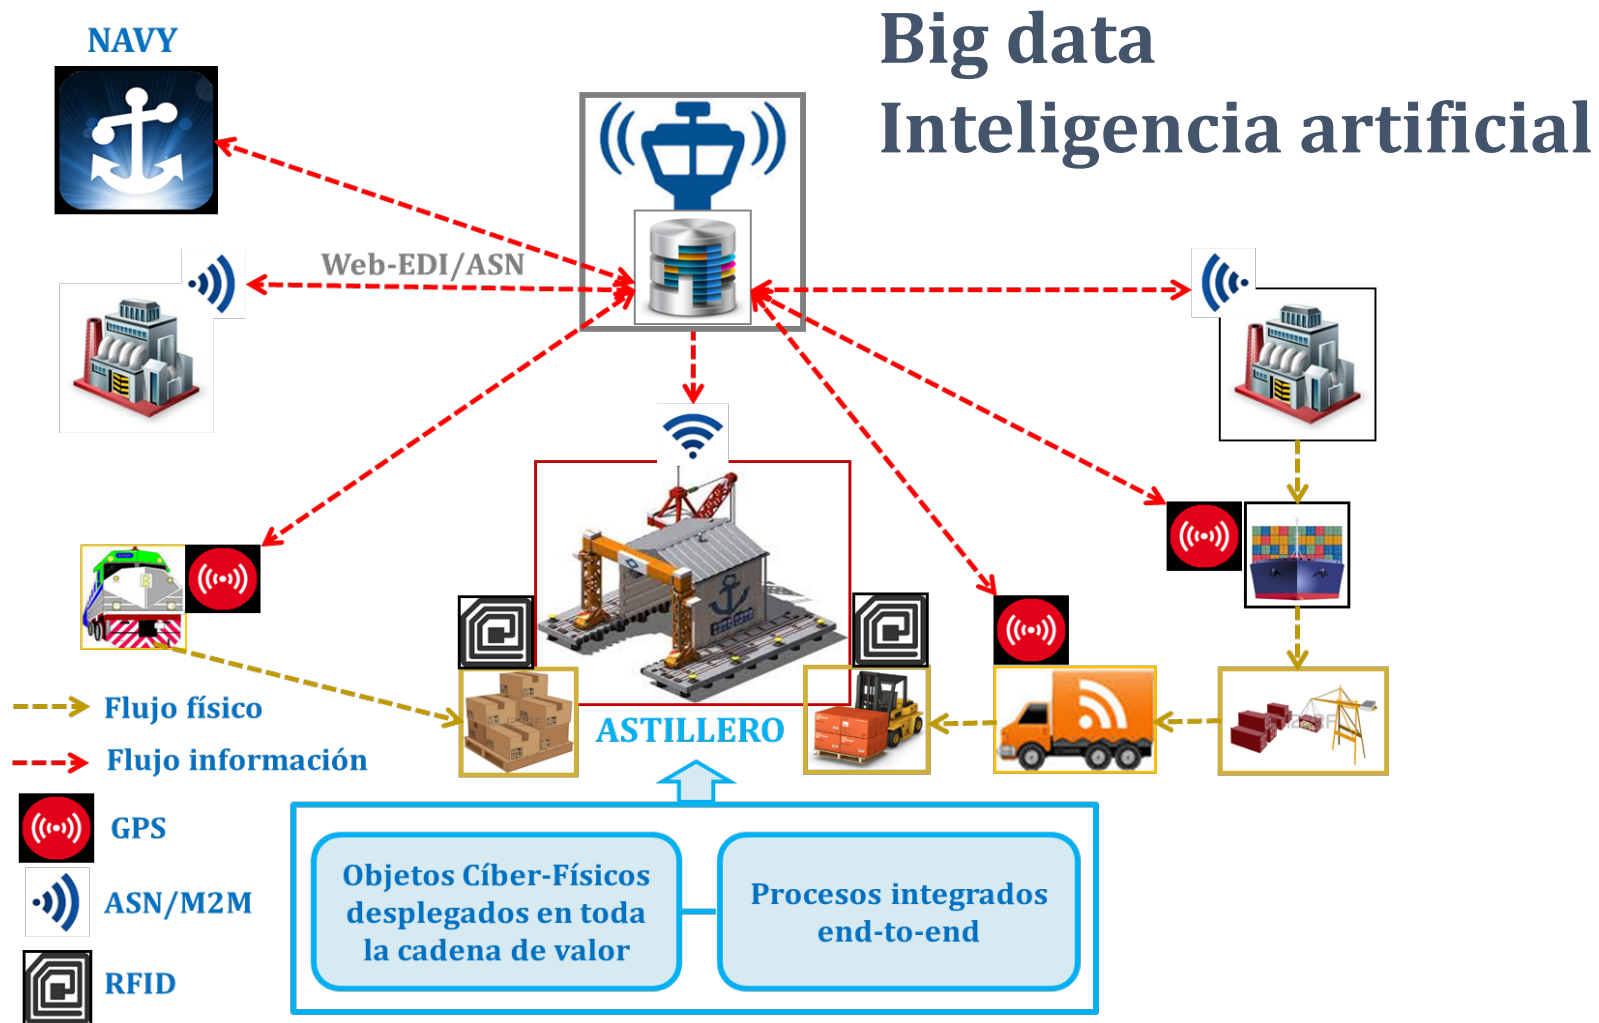 Big data
Inteligencia artificial
NAVY
Web-EDI/ASN
ASTILLERO
Flujo físico
Flujo información
GPS
ASN/M2M
RFID
Objetos Cíber-Físicos
desplegados en toda
la cadena de valor
Procesos integrados
end-to-end